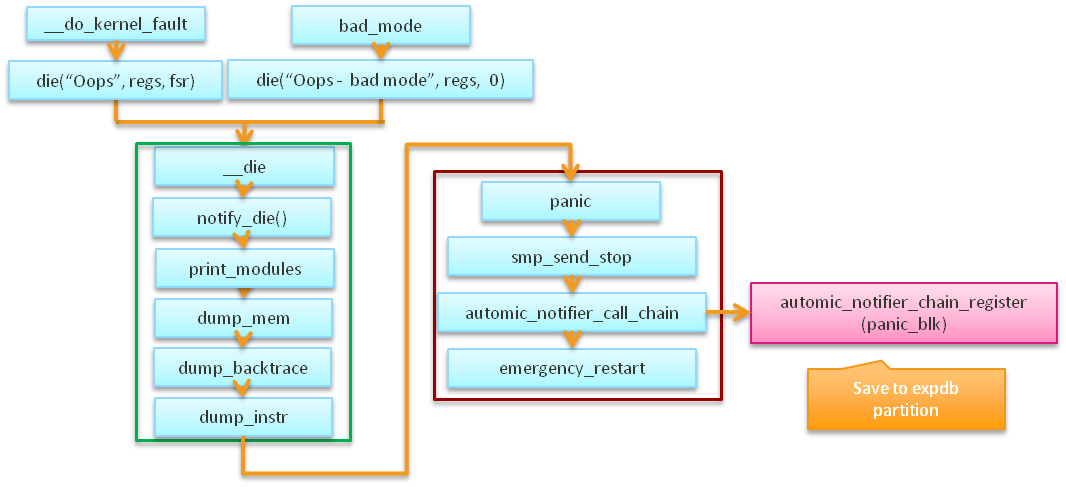 __do_kernel_fault
bad_mode
die(“Oops”, regs, fsr)
die(“Oops - bad mode”, regs, 0)
__die
notify_die()
print_modules
dump_mem
dump_backtrace
dump_instr
panic
smp_send_stop
automic_notifier_call_chain
emergency_restart
automic_notifier_chain_register
(panic_blk)
Save to expdb
partition